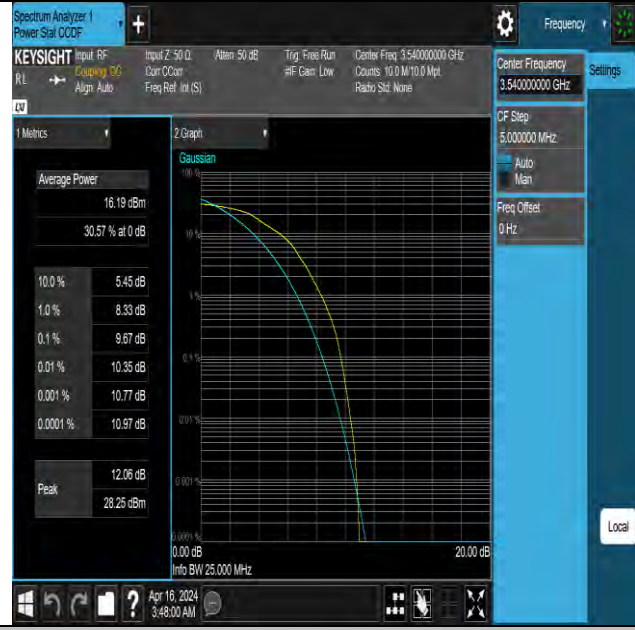 Spectrum Analyzer 1
Power Stat CCDF
Frequency
KEYSIGHT
RL
LXI
Input: RF
Coupling: DC
Align: Auto
Input Z: 50 Ω
Corr CCorr
Freq Ref: Int (S)
Atten: 50 dB
Trig: Free Run
#IF Gain: Low
Center Freq: 3.540000000 GHz
Counts: 10.0 M/10.0 Mpt
Radio Std: None
Center Frequency
3.540000000 GHz
Settings
CF Step
5.000000 MHz
Auto
Man
Freq Offset
0 Hz
1 Metrics
Average Power
16.19 dBm
30.57 % at 0 dB
10.0 % 5.45 dB
1.0 % 8.33 dB
0.1 % 9.67 dB
0.01 % 10.35 dB
0.001 % 10.77 dB
0.0001 % 10.97 dB
Peak
12.06 dB
28.25 dBm
2 Graph
Gaussian
100 %
10 %
1 %
0.1 %
0.01 %
0.001 %
0.0001 %
0.00 dB
20.00 dB
Info BW 25.000 MHz
Local
?
Apr 16, 2024
3:48:00 AM